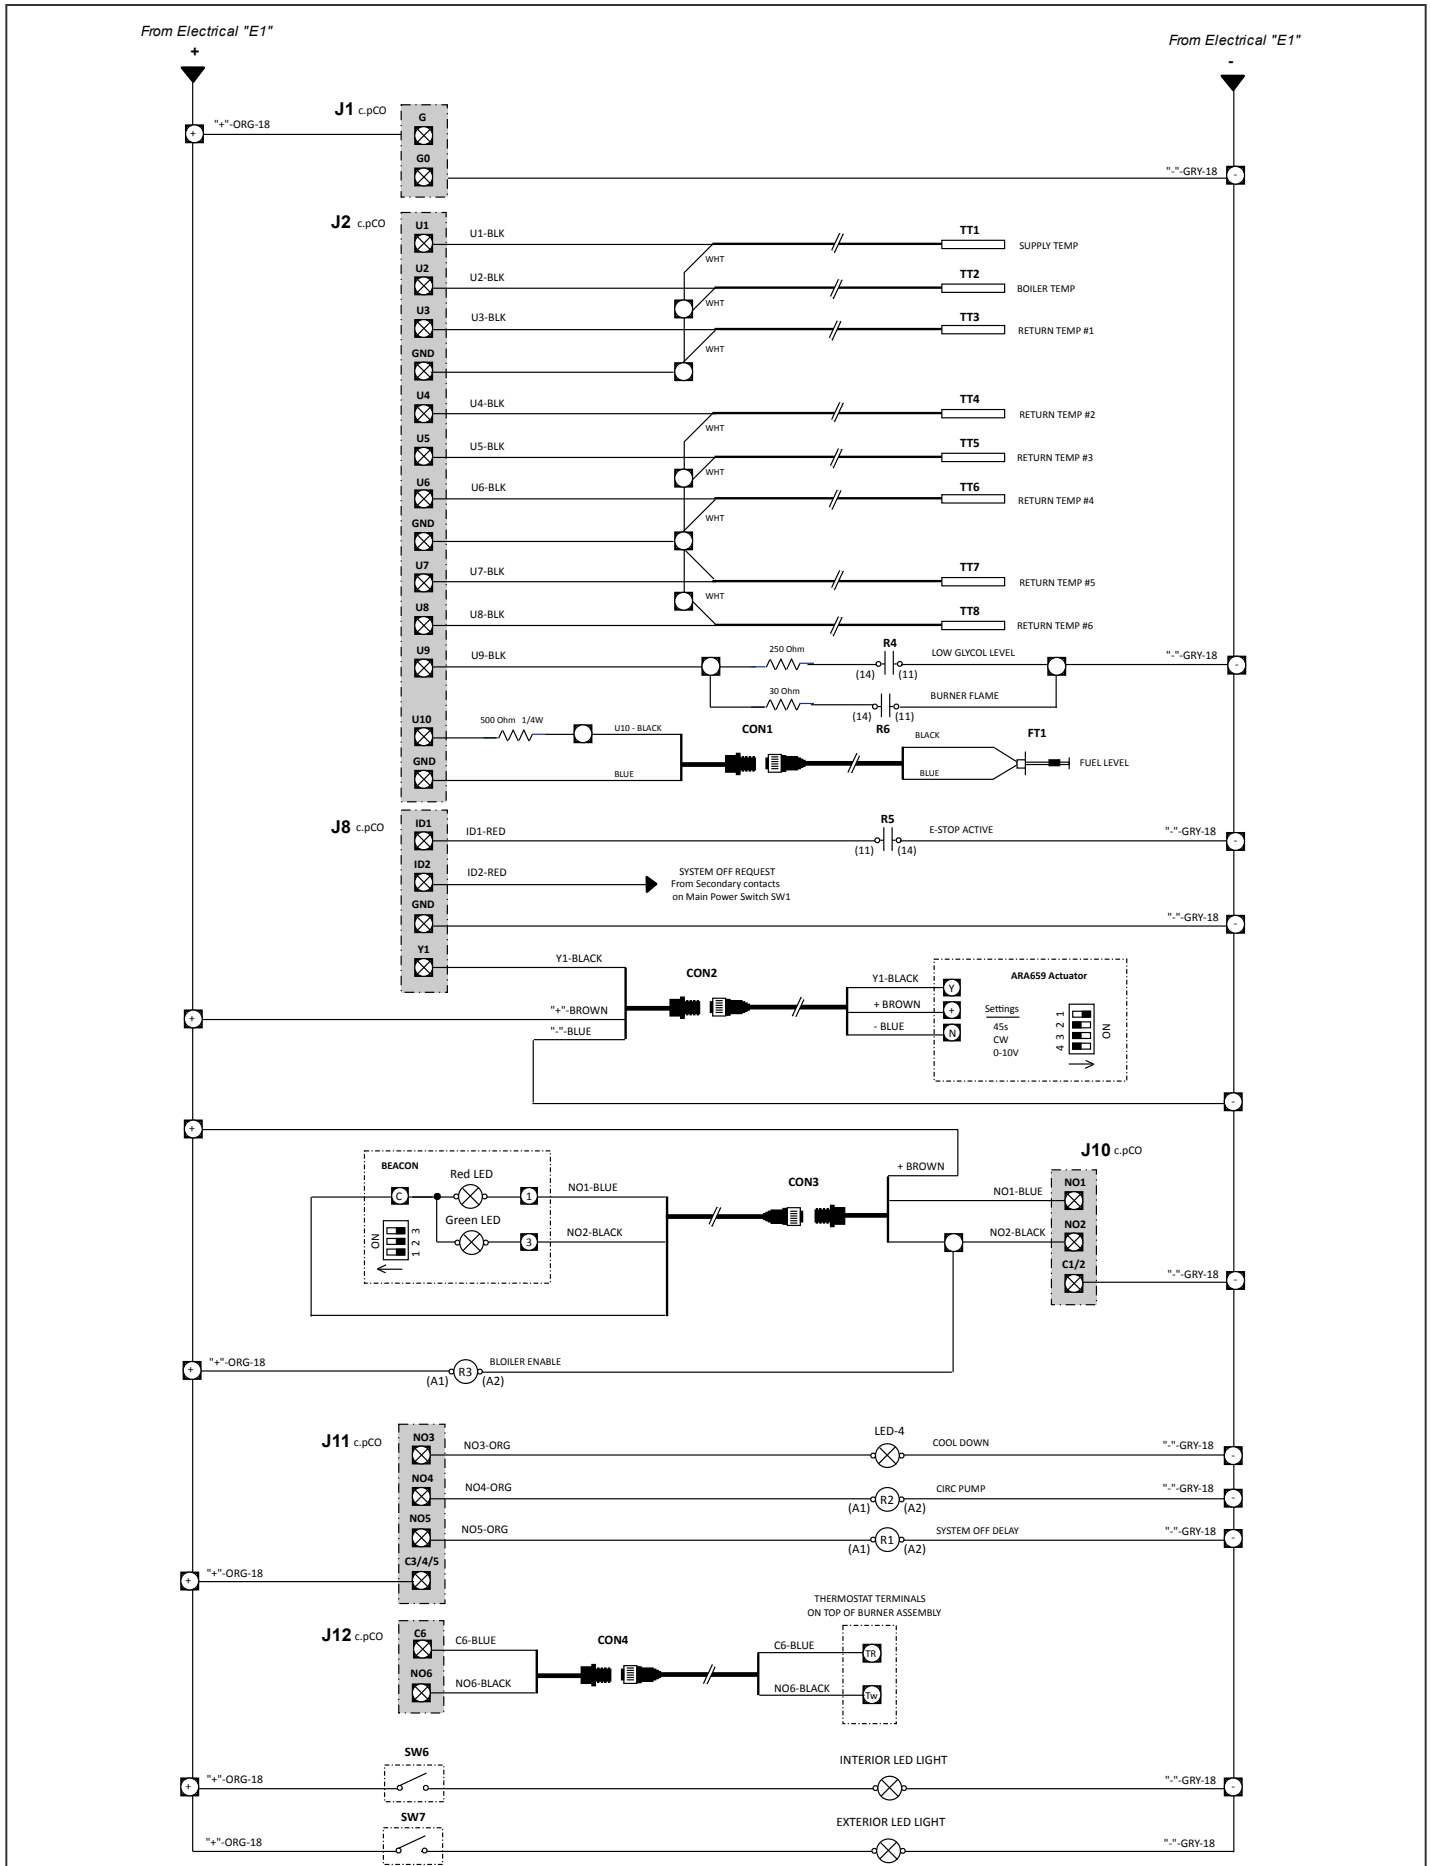 From Electrical "E1"
+
From Electrical "E1"
-
J1 c.pCO
G
+
"+"-ORG-18
G0
"-"-GRY-18
-
J2 c.pCO
U1
U1-BLK
TT1
SUPPLY TEMP
WHT
U2
U2-BLK
TT2
BOILER TEMP
WHT
U3
U3-BLK
TT3
RETURN TEMP #1
WHT
GND
U4
U4-BLK
TT4
RETURN TEMP #2
WHT
U5
U5-BLK
TT5
RETURN TEMP #3
WHT
U6
U6-BLK
TT6
RETURN TEMP #4
WHT
GND
U7
U7-BLK
TT7
RETURN TEMP #5
WHT
U8
U8-BLK
TT8
RETURN TEMP #6
U9
U9-BLK
250 Ohm
R4
(14)
(11)
LOW GLYCOL LEVEL
"-"-GRY-18
-
30 Ohm
(14)
(11)
R6
BURNER FLAME
U10
500 Ohm 1/4W
U10 - BLACK
CON1
BLACK
FT1
FUEL LEVEL
GND
BLUE
BLUE
J8 c.pCO
ID1
ID1-RED
R5
(11)
(14)
E-STOP ACTIVE
"-"-GRY-18
-
ID2
ID2-RED
SYSTEM OFF REQUEST
From Secondary contacts
on Main Power Switch SW1
GND
"-"-GRY-18
-
Y1
Y1-BLACK
CON2
Y1-BLACK
Y
+
"+"-BROWN
+ BROWN
+
"-"-BLUE
- BLUE
N
ARA659 Actuator
Settings
45s
CW
0-10V
4 3 2 1
ON
-
+
BEACON
C
Red LED
1
NO1-BLUE
Green LED
3
NO2-BLACK
ON
1 2 3
CON3
+ BROWN
J10 c.pCO
NO1-BLUE
NO1
NO2-BLACK
NO2
C1/2
"-"-GRY-18
-
+
"+"-ORG-18
(A1)
R3
(A2)
BLOILER ENABLE
J11 c.pCO
NO3
NO3-ORG
LED-4
COOL DOWN
"-"-GRY-18
-
NO4
NO4-ORG
(A1)
R2
(A2)
CIRC PUMP
"-"-GRY-18
-
NO5
NO5-ORG
(A1)
R1
(A2)
SYSTEM OFF DELAY
"-"-GRY-18
-
+
"+"-ORG-18
C3/4/5
THERMOSTAT TERMINALS
ON TOP OF BURNER ASSEMBLY
J12 c.pCO
C6
C6-BLUE
CON4
C6-BLUE
TR
NO6
NO6-BLACK
NO6-BLACK
Tw
+
"+"-ORG-18
SW6
INTERIOR LED LIGHT
"-"-GRY-18
-
"+"-ORG-18
SW7
EXTERIOR LED LIGHT
"-"-GRY-18